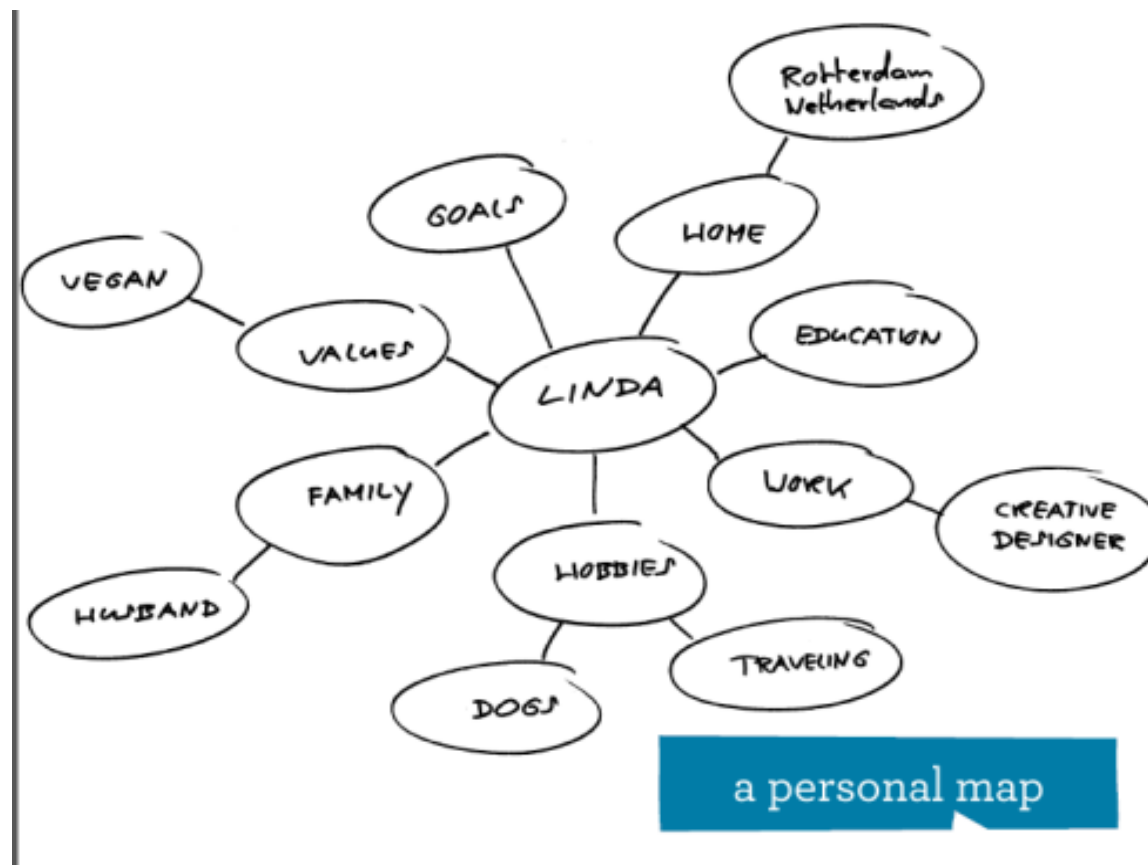 Rotterdam
Netherlands
GOALS
HOME
VEGAN
VALUES
EDUCATION
LINDA
FAMILY
WORK
CREATIVE
DESIGNER
HOBBIES
HUSBAND
TRAVELING
DOGS
a personal map